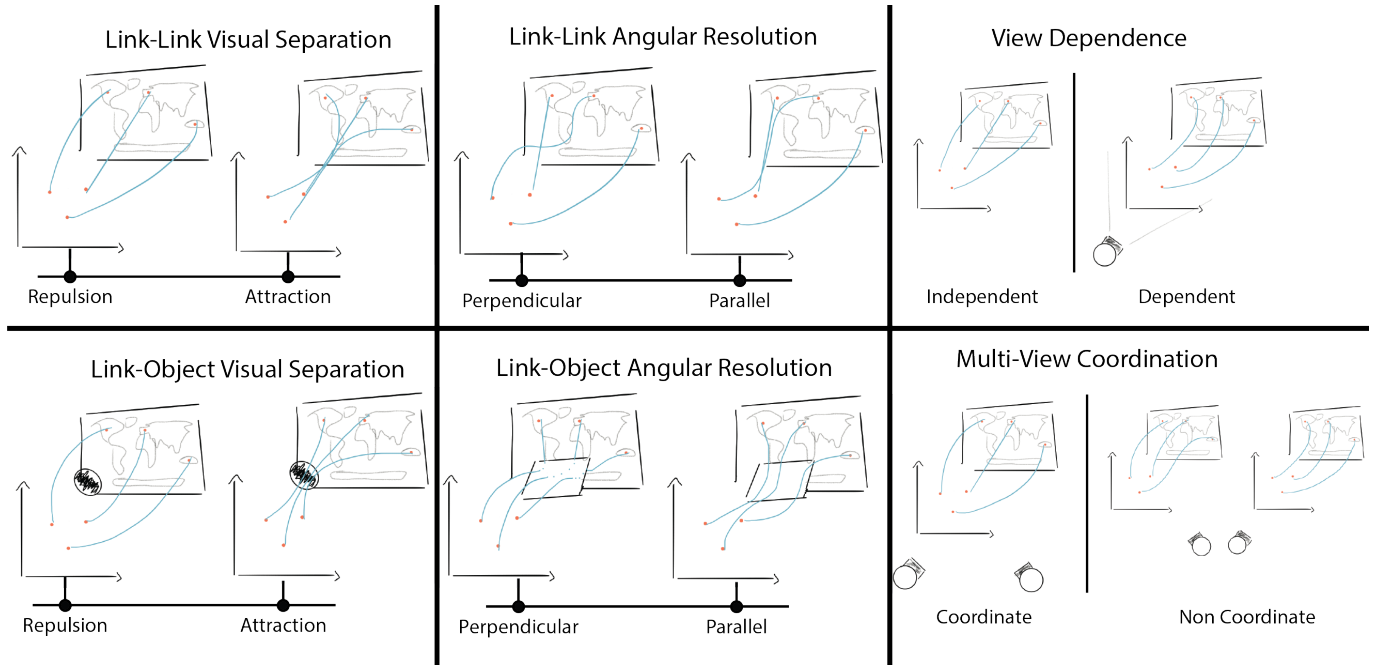 Link-Link Visual Separation
Repulsion
Attraction
Link-Link Angular Resolution
Perpendicular
Parallel
View Dependence
Independent
Dependent
Link-Object Visual Separation
Repulsion
Attraction
Link-Object Angular Resolution
Perpendicular
Parallel
Multi-View Coordination
Coordinate
Non Coordinate